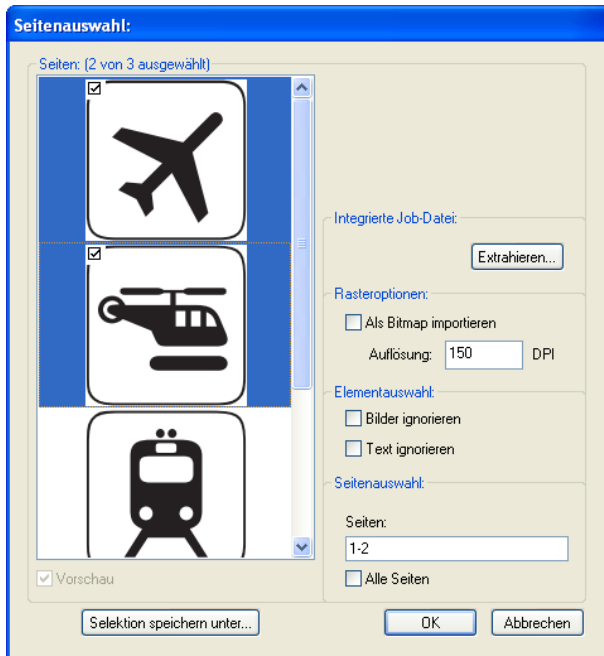 Seitenauswahl:
Seiten: (2 von 3 ausgewählt)
Integrierte Job-Datei:
Extrahieren...
Rasteroptionen:
Als Bitmap importieren
Auflösung: 150 DPI
Elementauswahl:
Bilder ignorieren
Text ignorieren
Seitenauswahl:
Seiten:
1-2
Alle Seiten
Vorschau
Selektion speichern unter...
OK
Abbrechen